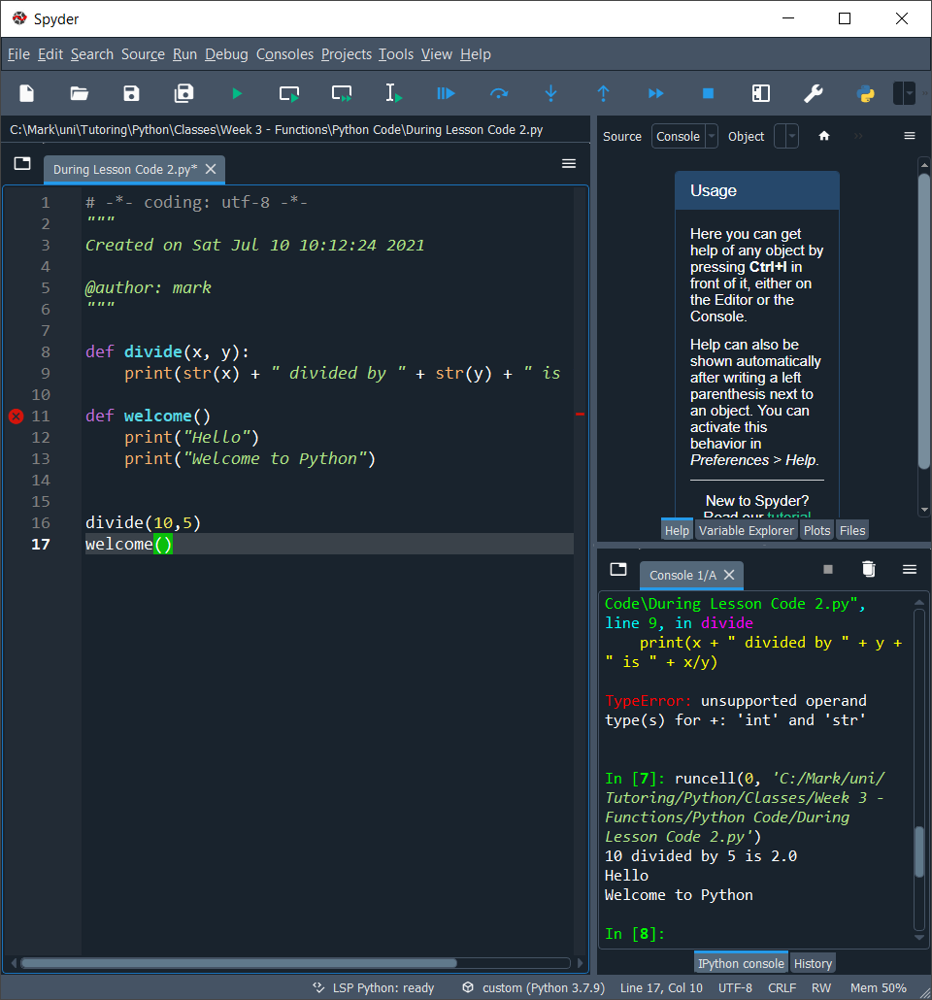 Spyder
File Edit Search Source Run Debug Consoles Projects Tools View Help
C:\Mark\uni\Tutoring\Python\Classes\Week 3 - Functions\Python Code\During Lesson Code 2.py
During Lesson Code 2.py*
1 # -*- coding: utf-8 -*-
2 """
3 Created on Sat Jul 10 10:12:24 2021
4
5 @author: mark
6 """
7
8 def divide(x, y):
9 print(str(x) + " divided by " + str(y) + " is
10
11 def welcome()
12 print("Hello")
13 print("Welcome to Python")
14
15
16 divide(10,5)
17 welcome()
Source Console Object
Usage
Here you can get
help of any object by
pressing Ctrl+I in
front of it, either on
the Editor or the
Console.
Help can also be
shown automatically
after writing a left
parenthesis next to
an object. You can
activate this
behavior in
Preferences > Help.
New to Spyder?
Read our tutorial
Help Variable Explorer Plots Files
Console 1/A
Code\During Lesson Code 2.py",
line 9, in divide
print(x + " divided by " + y +
" is " + x/y)
TypeError: unsupported operand
type(s) for +: 'int' and 'str'
In [7]: runcell(0, 'C:/Mark/uni/
Tutoring/Python/Classes/Week 3 -
Functions/Python Code/During
Lesson Code 2.py')
10 divided by 5 is 2.0
Hello
Welcome to Python
In [8]:
IPython console History
LSP Python: ready custom (Python 3.7.9) Line 17, Col 10 UTF-8 CRLF RW Mem 50%